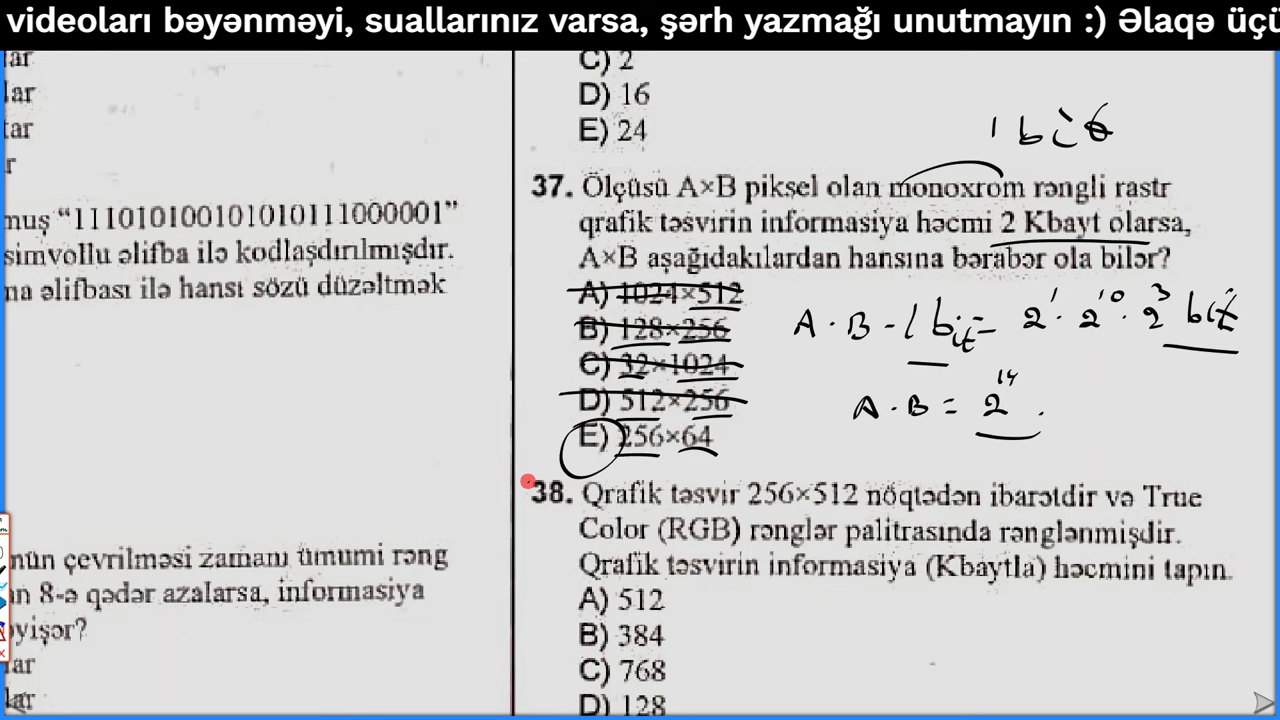 videoları bəyənməyi, suallarınız varsa, şərh yazmağı unutmayın :) Əlaqə üçü
lar
lar
tar
r
muş “111010100101010111000001”
simvollu əlifba ilə kodlaşdırılmışdır.
na əlifbası ilə hansı sözü düzəltmək
nün çevrilməsi zamanı ümumi rəng
ın 8-ə qədər azalarsa, informasiya
yişər?
lar
lar
C) 2
D) 16
E) 24
1 bit
37. Ölçüsü A×B piksel olan monoxrom rəngli rastr
qrafik təsvirin informasiya həcmi 2 Kbayt olarsa,
A×B aşağıdakılardan hansına bərabər ola bilər?
A) 1024×512
B) 128×256
C) 32×1024
D) 512×256
E) 256×64
A · B - 1 bit = 2¹ · 2¹⁰ · 2³ bit
A · B = 2¹⁴ .
38. Qrafik təsvir 256×512 nöqtədən ibarətdir və True
Color (RGB) rənglər palitrasında rənglənmişdir.
Qrafik təsvirin informasiya (Kbaytla) həcmini tapın.
A) 512
B) 384
C) 768
D) 128